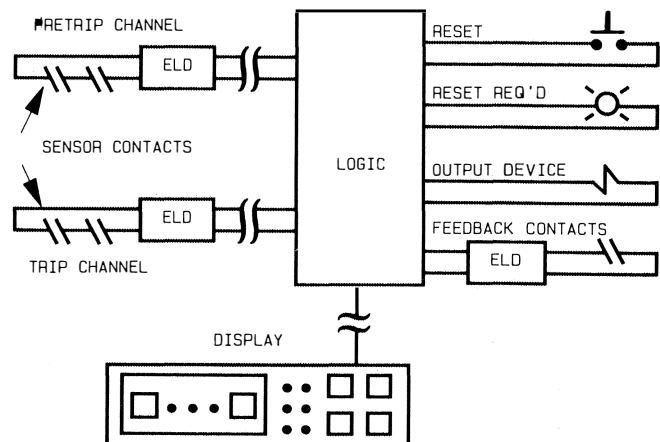 PRETRIP CHANNEL
ELD
SENSOR CONTACTS
ELD
TRIP CHANNEL
LOGIC
RESET
RESET REQ'D
OUTPUT DEVICE
FEEDBACK CONTACTS
ELD
DISPLAY